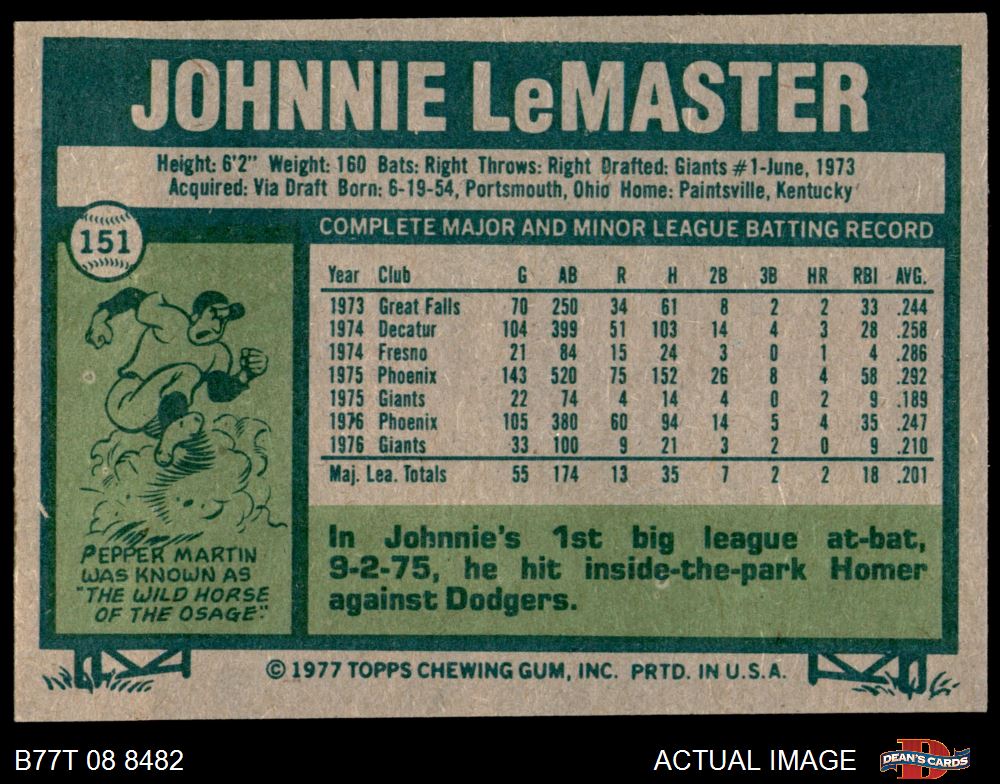 JOHNNIE LeMASTER
Height: 6'2" Weight: 160 Bats: Right Throws: Right Drafted: Giants #1-June, 1973
Acquired: Via Draft Born: 6-19-54, Portsmouth, Ohio Home: Paintsville, Kentucky
151
COMPLETE MAJOR AND MINOR LEAGUE BATTING RECORD
Year Club G AB R H 2B 3B HR RBI AVG.
1973 Great Falls 70 250 34 61 8 2 2 33 .244
1974 Decatur 104 399 51 103 14 4 3 28 .258
1974 Fresno 21 84 15 24 3 0 1 4 .286
1975 Phoenix 143 520 75 152 26 8 4 58 .292
1975 Giants 22 74 4 14 4 0 2 9 .189
1976 Phoenix 105 380 60 94 14 5 4 35 .247
1976 Giants 33 100 9 21 3 2 0 9 .210
Maj. Lea. Totals 55 174 13 35 7 2 2 18 .201
PEPPER MARTIN
WAS KNOWN AS
"THE WILD HORSE
OF THE OSAGE".
In Johnnie's 1st big league at-bat,
9-2-75, he hit inside-the-park Homer
against Dodgers.
© 1977 TOPPS CHEWING GUM, INC. PRTD. IN U.S.A.
B77T 08 8482
ACTUAL IMAGE
DEAN'S CARDS